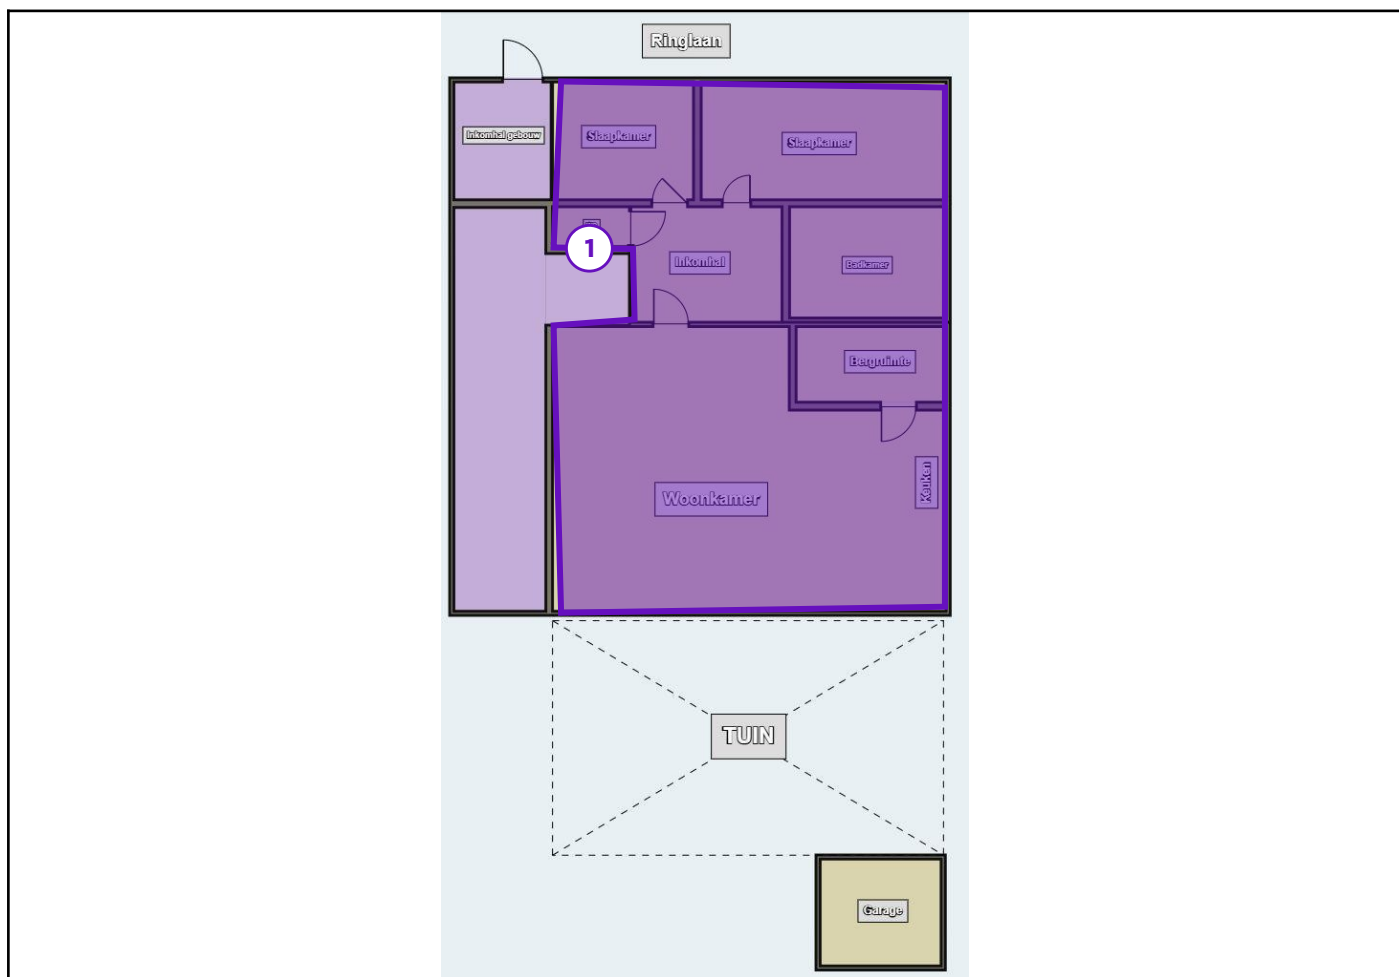 Ringlaan
Inkomhal gebouw
Slaapkamer
Slaapkamer
1
Inkomhal
Badkamer
Bergruimte
Keuken
Woonkamer
TUIN
Garage